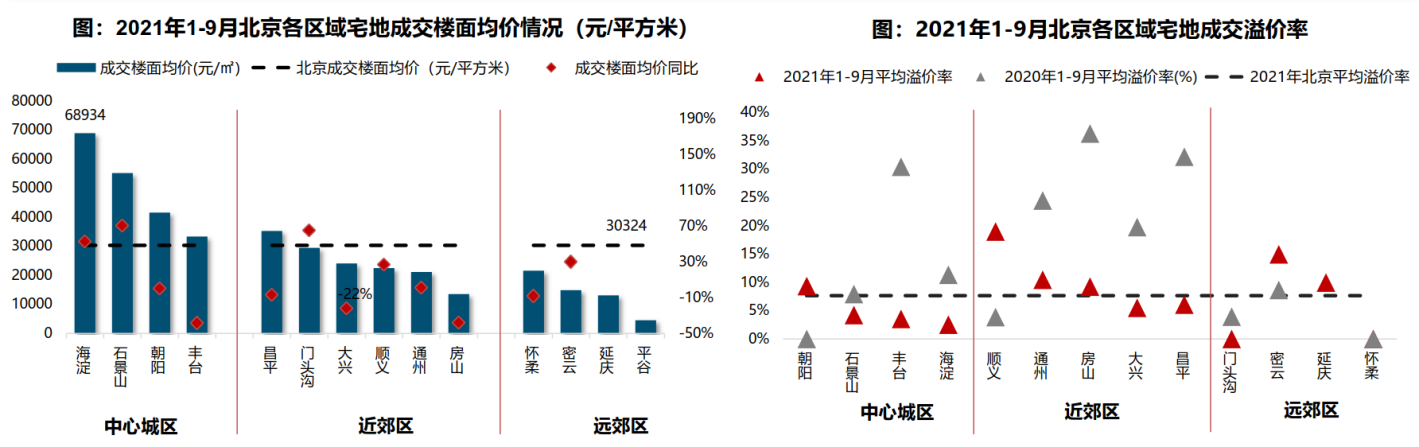 图：2021年1-9月北京各区域宅地成交楼面均价情况（元/平方米）
成交楼面均价(元/㎡)
北京成交楼面均价（元/平方米）
成交楼面均价同比
80000
70000
60000
50000
40000
30000
20000
10000
0
68934
-22%
30324
190%
150%
110%
70%
30%
-10%
-50%
海淀
石景山
朝阳
丰台
昌平
门头沟
大兴
顺义
通州
房山
怀柔
密云
延庆
平谷
中心城区
近郊区
远郊区
图：2021年1-9月北京各区域宅地成交溢价率
2021年1-9月平均溢价率
2020年1-9月平均溢价率(%)
2021年北京平均溢价率
40%
35%
30%
25%
20%
15%
10%
5%
0%
朝阳
石景山
丰台
海淀
顺义
通州
房山
大兴
昌平
门头沟
密云
延庆
怀柔
中心城区
近郊区
远郊区